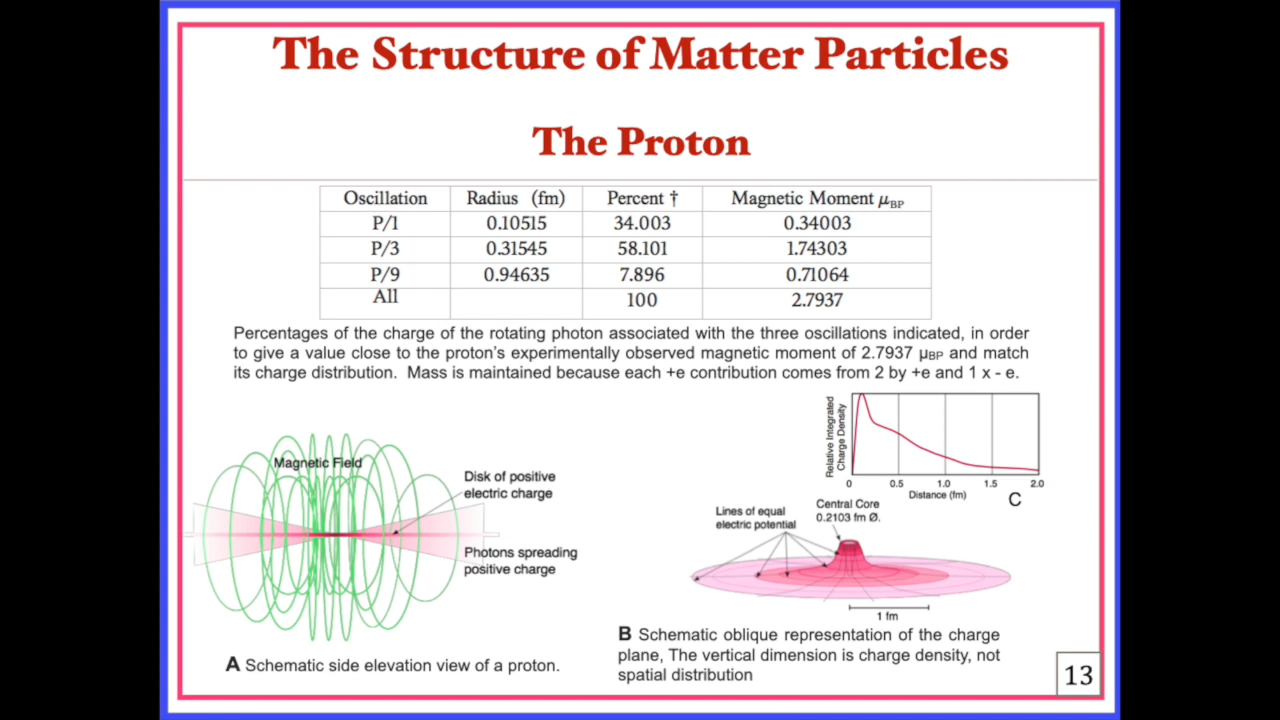 The Structure of Matter Particles
The Proton
Oscillation Radius (fm) Percent † Magnetic Moment μBP
P/1 0.10515 34.003 0.34003
P/3 0.31545 58.101 1.74303
P/9 0.94635 7.896 0.71064
All 100 2.7937
Percentages of the charge of the rotating photon associated with the three oscillations indicated, in order
to give a value close to the proton's experimentally observed magnetic moment of 2.7937 μBP and match
its charge distribution. Mass is maintained because each +e contribution comes from 2 by +e and 1 x - e.
Magnetic Field
Disk of positive
electric charge
Photons spreading
positive charge
A Schematic side elevation view of a proton.
Relative Integrated
Charge Density
0 0.5 1.0 1.5 2.0
Distance (fm)
C
Lines of equal
electric potential
Central Core
0.2103 fm Ø.
1 fm
B Schematic oblique representation of the charge
plane, The vertical dimension is charge density, not
spatial distribution
13